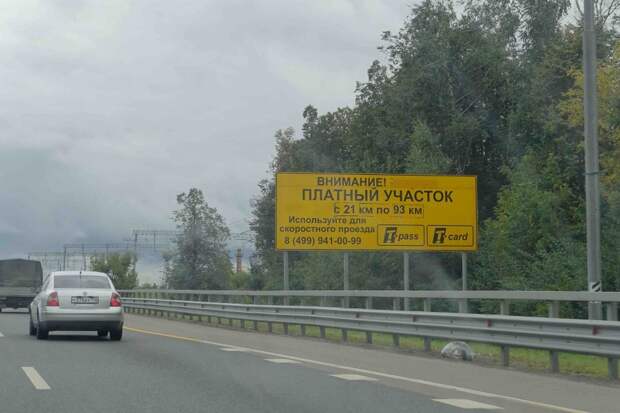 ВНИМАНИЕ!
ПЛАТНЫЙ УЧАСТОК
с 21 км по 93 км
Используйте для
скоростного проезда
8 (499) 941-00-99
T-pass
T-card